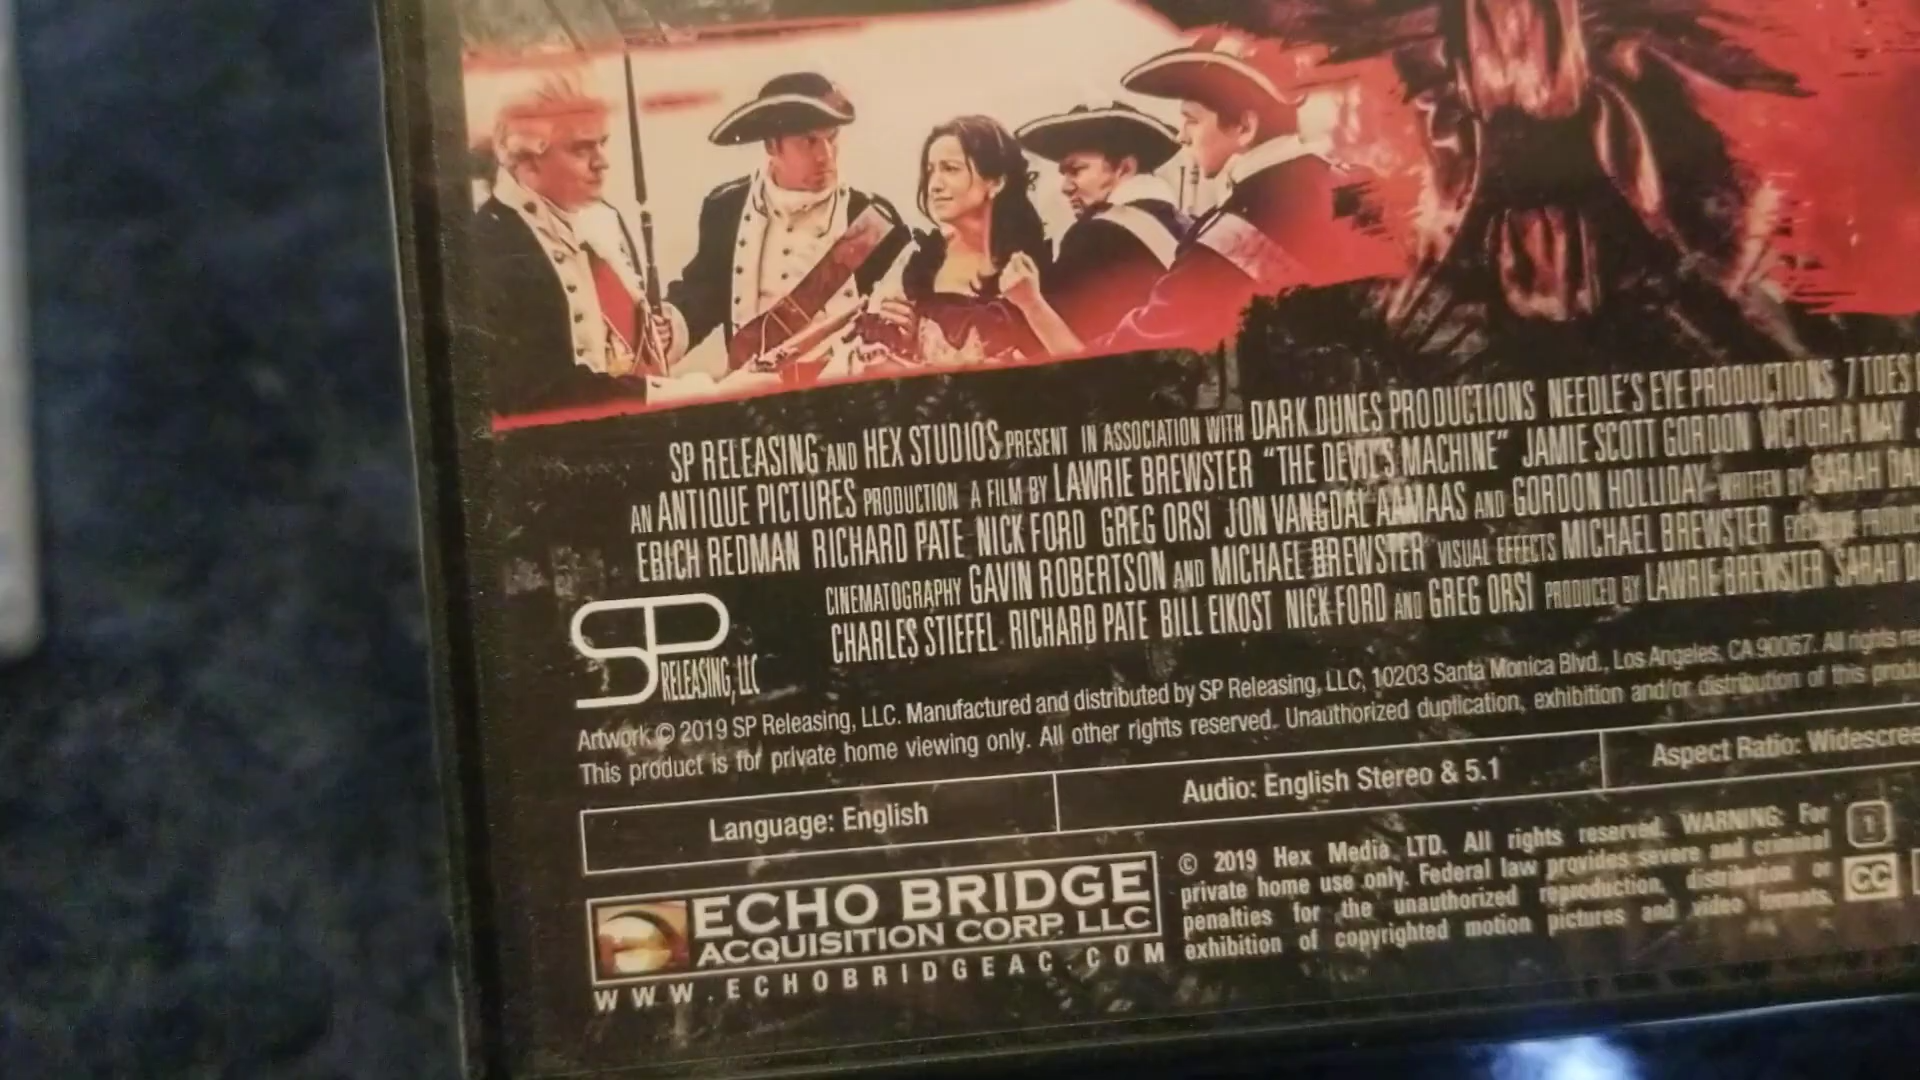 SP RELEASING AND HEX STUDIOS PRESENT IN ASSOCIATION WITH DARK DUNES PRODUCTIONS NEEDLE'S EYE PRODUCTIONS 7 TOES
AN ANTIQUE PICTURES PRODUCTION A FILM BY LAWRIE BREWSTER "THE DEVIL'S MACHINE" JAMIE SCOTT GORDON VICTORIA MAY
ERICH REDMAN RICHARD PATE NICK FORD GREG ORSI JON VANGDAL AAMAAS AND GORDON HOLLIDAY WRITTEN BY SARAH
CINEMATOGRAPHY GAVIN ROBERTSON AND MICHAEL BREWSTER VISUAL EFFECTS MICHAEL BREWSTER
CHARLES STIEFEL RICHARD PATE BILL EIKOST NICK FORD AND GREG ORSI PRODUCED BY LAWRIE BREWSTER SARAH
SP
RELEASING, LLC
Artwork © 2019 SP Releasing, LLC. Manufactured and distributed by SP Releasing, LLC, 10203 Santa Monica Blvd., Los Angeles, CA 90067. All rights
This product is for private home viewing only. All other rights reserved. Unauthorized duplication, exhibition and/or distribution of this
Language: English
Audio: English Stereo & 5.1
Aspect Ratio: Widescree
ECHO BRIDGE
ACQUISITION CORP. LLC
WWW.ECHOBRIDGEAC.COM
© 2019 Hex Media, LTD. All rights reserved. WARNING: For
private home use only. Federal law provides severe and criminal
penalties for the unauthorized reproduction, distribution or
exhibition of copyrighted motion pictures and video formats.
1
CC